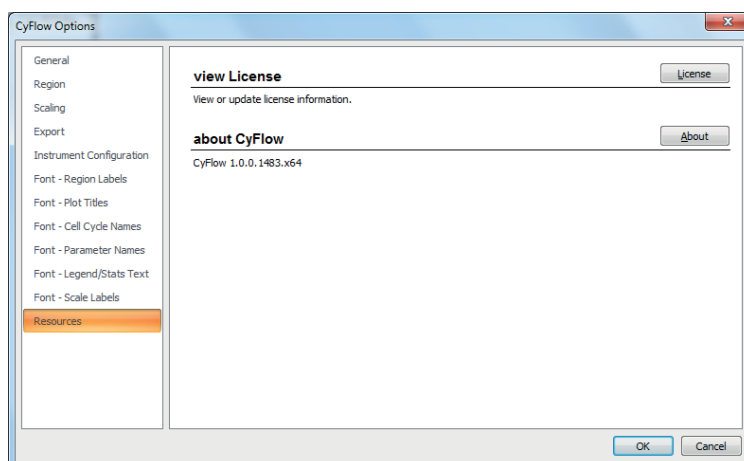 CyFlow Options
General
Region
Scaling
Export
Instrument Configuration
Font - Region Labels
Font - Plot Titles
Font - Cell Cycle Names
Font - Parameter Names
Font - Legend/Stats Text
Font - Scale Labels
Resources
view License
License
View or update license information.
about CyFlow
About
CyFlow 1.0.0.1483.x64
OK
Cancel